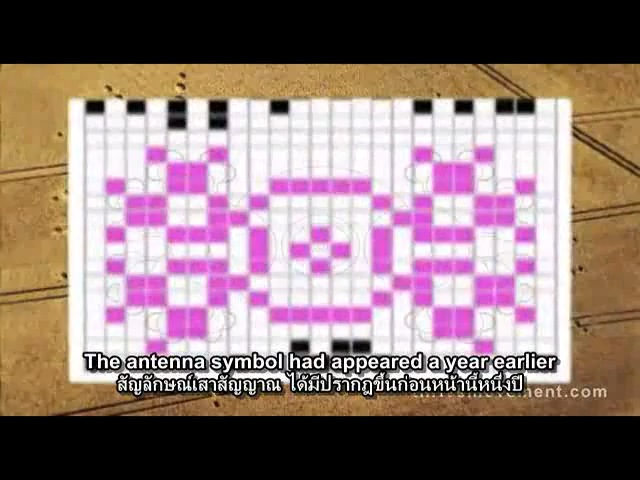 The antenna symbol had appeared a year earlier
สัญลักษณ์เสาสัญญาณ ได้มีปรากฎขึ้นก่อนหน้านี้หนึ่งปี